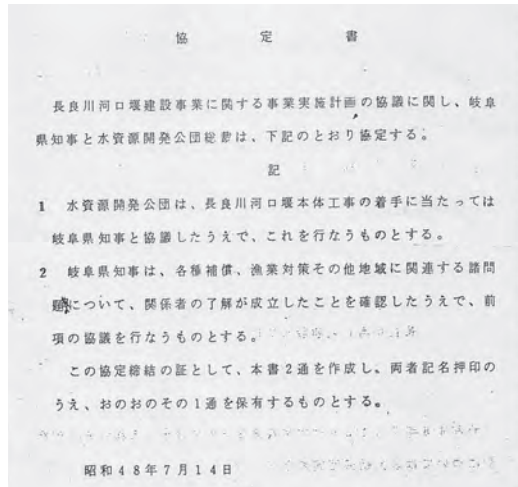 協定書
長良川河口堰建設事業に関する事業実施計画の協議に関し、岐阜
県知事と水資源開発公団総裁は、下記のとおり協定する。
記
1 水資源開発公団は、長良川河口堰本体工事の着手に当たっては
岐阜県知事と協議したうえで、これを行なうものとする。
2 岐阜県知事は、各種補償、漁業対策その他地域に関連する諸問
題について、関係者の了解が成立したことを確認したうえで、前
項の協議を行なうものとする。
この協定締結の証として、本書2通を作成し、両者記名押印の
うえ、おのおのその1通を保有するものとする。
昭和48年7月14日